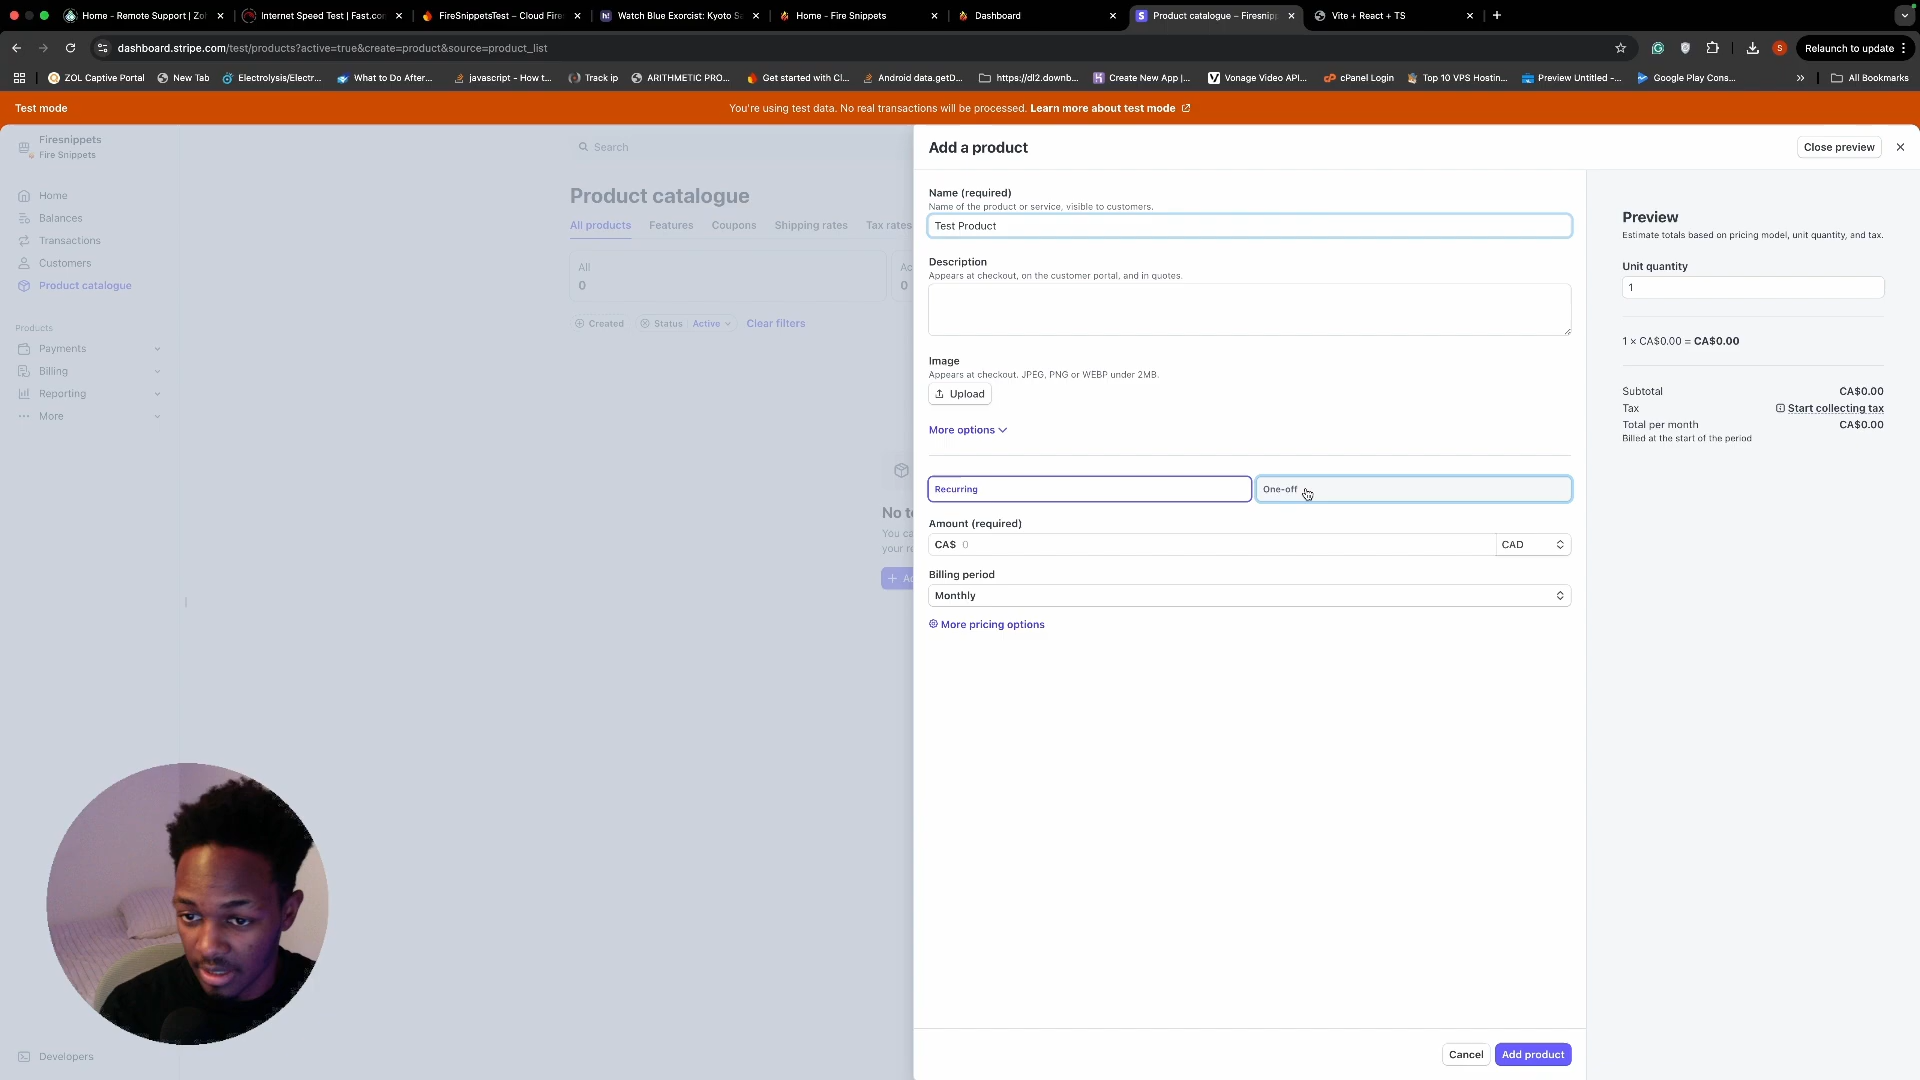 Home - Remote Support | Zo
Internet Speed Test | Fast.co
FireSnippetsTest – Cloud Fire
Watch Blue Exorcist: Kyoto S
Home - Fire Snippets
Dashboard
Product catalogue – Firesnipp
Vite + React + TS
dashboard.stripe.com/test/products?active=true&create=product&source=product_list
S
Relaunch to update
ZOL Captive Portal
New Tab
Electrolysis/Electr...
What to Do After...
javascript - How t...
Track ip
ARITHMETIC PRO...
Get started with Cl...
Android data.getD...
https://dl2.downb...
Create New App |...
Vonage Video API...
cPanel Login
Top 10 VPS Hostin...
Preview Untitled -...
Google Play Cons...
All Bookmarks
Test mode
You're using test data. No real transactions will be processed. Learn more about test mode
Firesnippets
Fire Snippets
Home
Balances
Transactions
Customers
Product catalogue
Products
Payments
Billing
Reporting
More
Developers
Search
Product catalogue
All products
Features
Coupons
Shipping rates
Tax rates
All
0
Ac
0
Created
Status
Active
Clear filters
No t
You ca
your r
A
Add a product
Close preview
Name (required)
Name of the product or service, visible to customers.
Test Product
Description
Appears at checkout, on the customer portal, and in quotes.
Image
Appears at checkout. JPEG, PNG or WEBP under 2MB.
Upload
More options
Recurring
One-off
Amount (required)
CA$ 0
CAD
Billing period
Monthly
More pricing options
Cancel
Add product
Preview
Estimate totals based on pricing model, unit quantity, and tax.
Unit quantity
1
1 × CA$0.00 = CA$0.00
Subtotal
CA$0.00
Tax
Start collecting tax
Total per month
CA$0.00
Billed at the start of the period